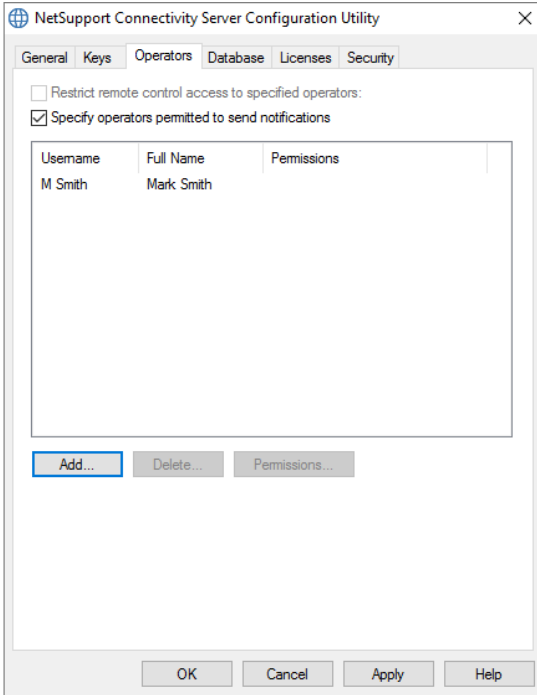 NetSupport Connectivity Server Configuration Utility
General Keys Operators Database Licenses Security
Restrict remote control access to specified operators:
Specify operators permitted to send notifications
Username Full Name Permissions
M Smith Mark Smith
Add... Delete... Permissions...
OK Cancel Apply Help